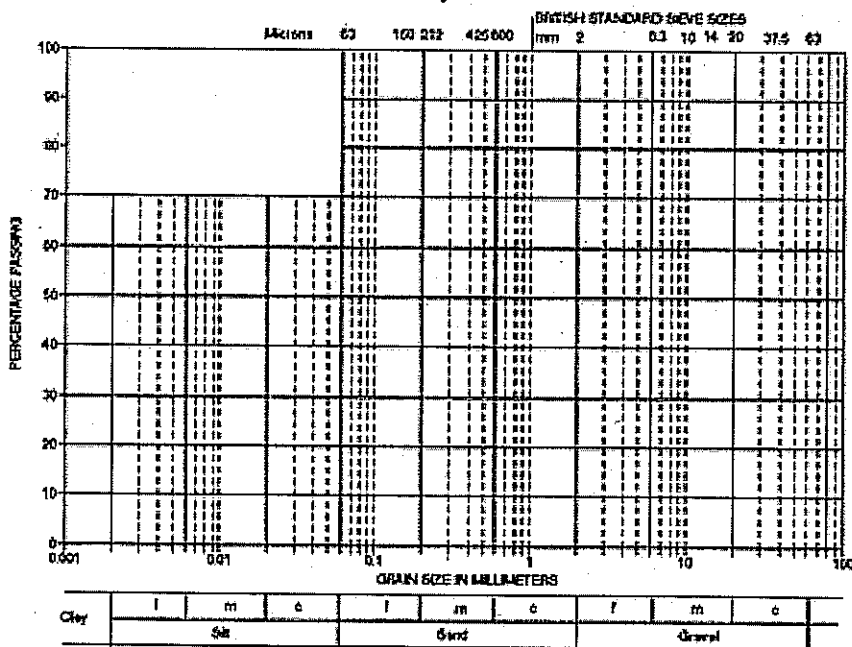 BRITISH STANDARD SIEVE SIZES
Microns 63 150 212 425 600 mm 2 6.3 10 14 20 37.5 63
100
90
80
70
60
50
40
30
20
10
0
PERCENTAGE PASSING
0.001 0.01 0.1 1 10 100
GRAIN SIZE IN MILLIMETERS
Clay f m c f m c f m c
Silt Sand Gravel